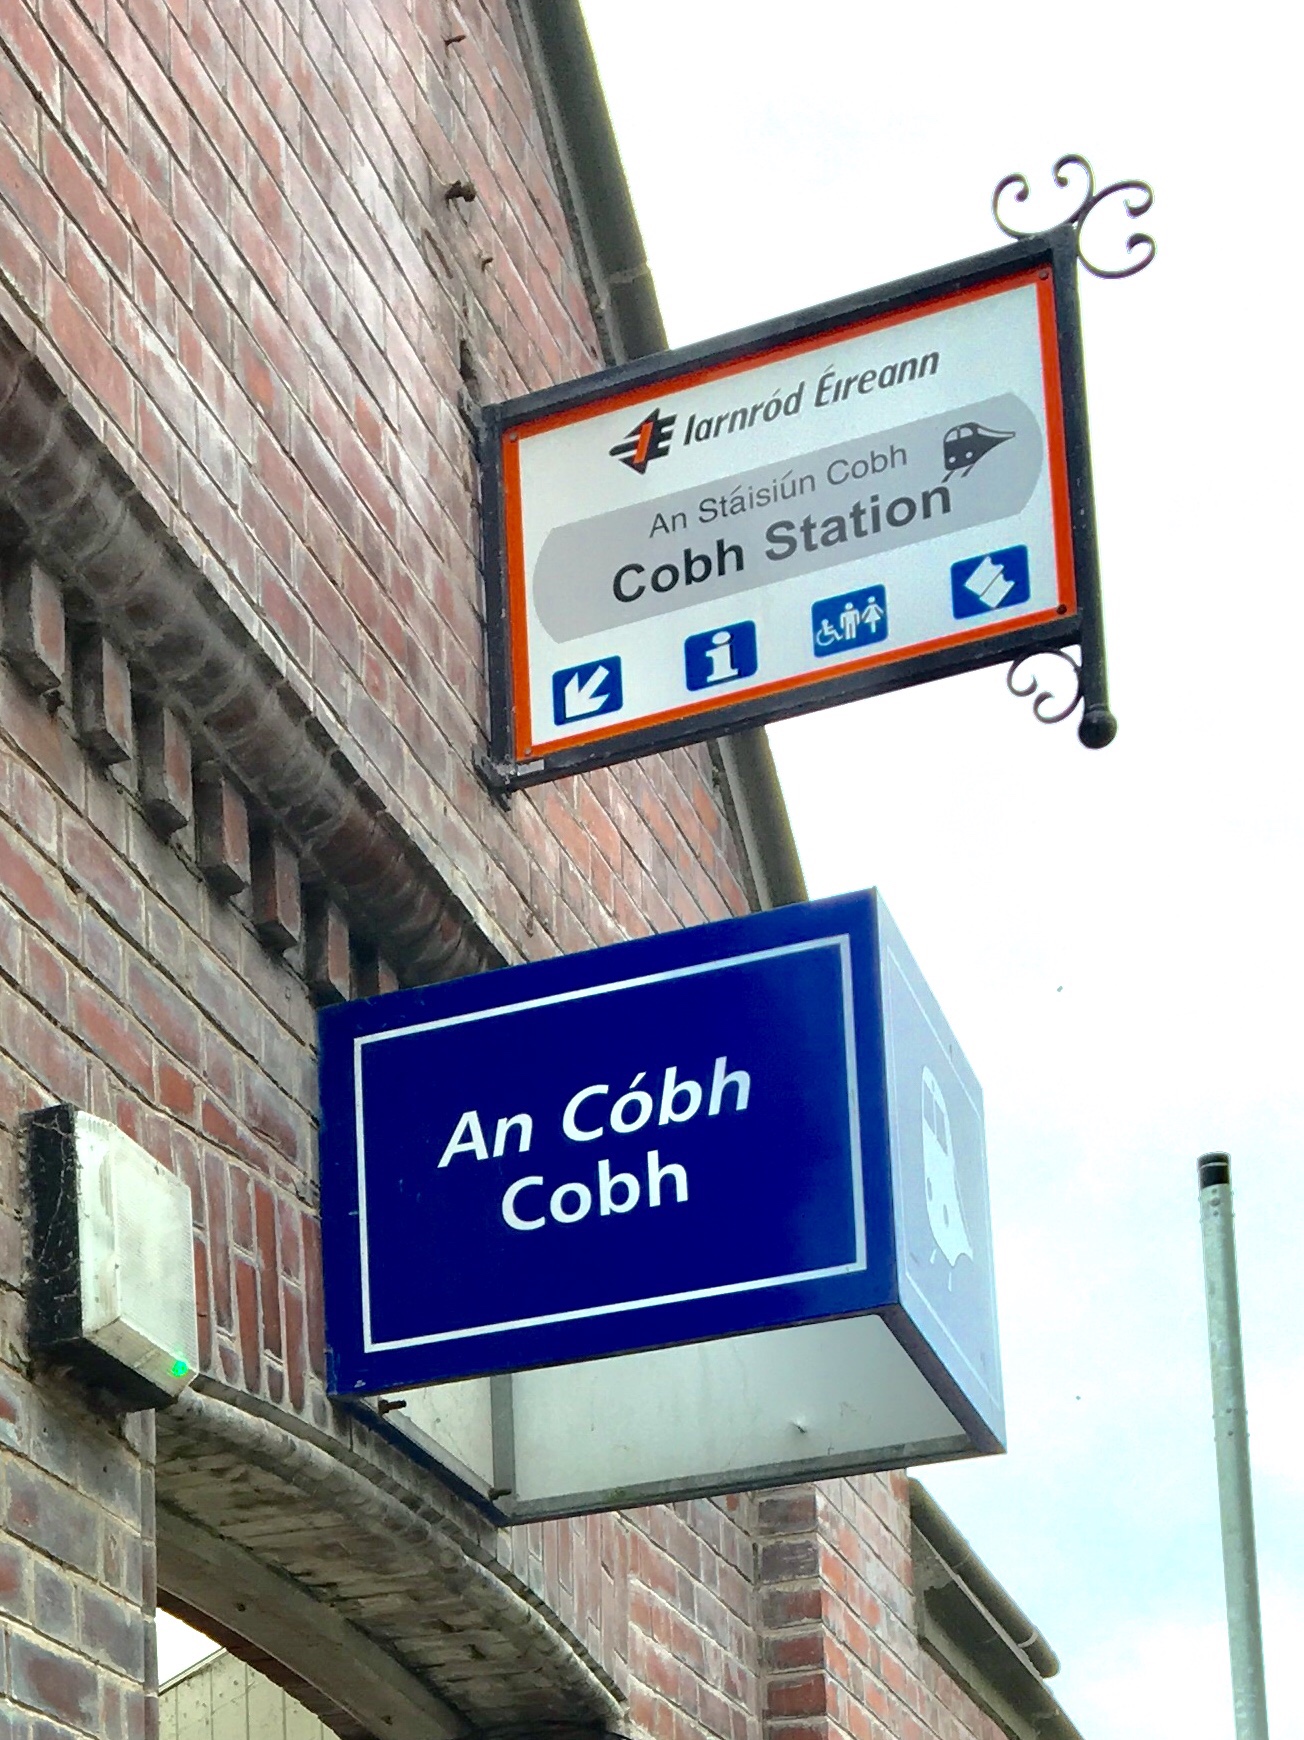 Iarnród Éireann
An Stáisiún Cobh
Cobh Station
An Cóbh
Cobh